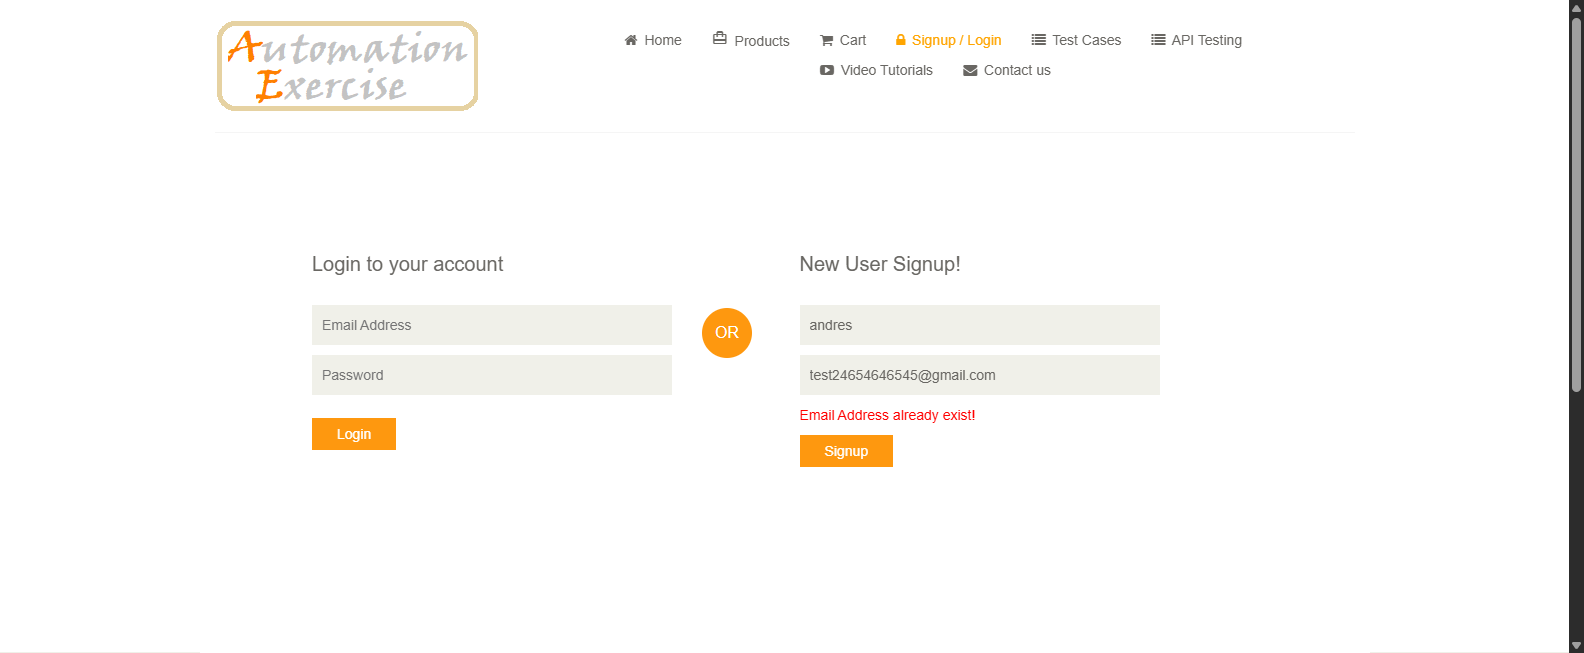 Automation
Exercise
Home Products Cart Signup / Login Test Cases API Testing
Video Tutorials Contact us
Login to your account
Email Address
Password
Login
OR
New User Signup!
andres
test24654646545@gmail.com
Email Address already exist!
Signup